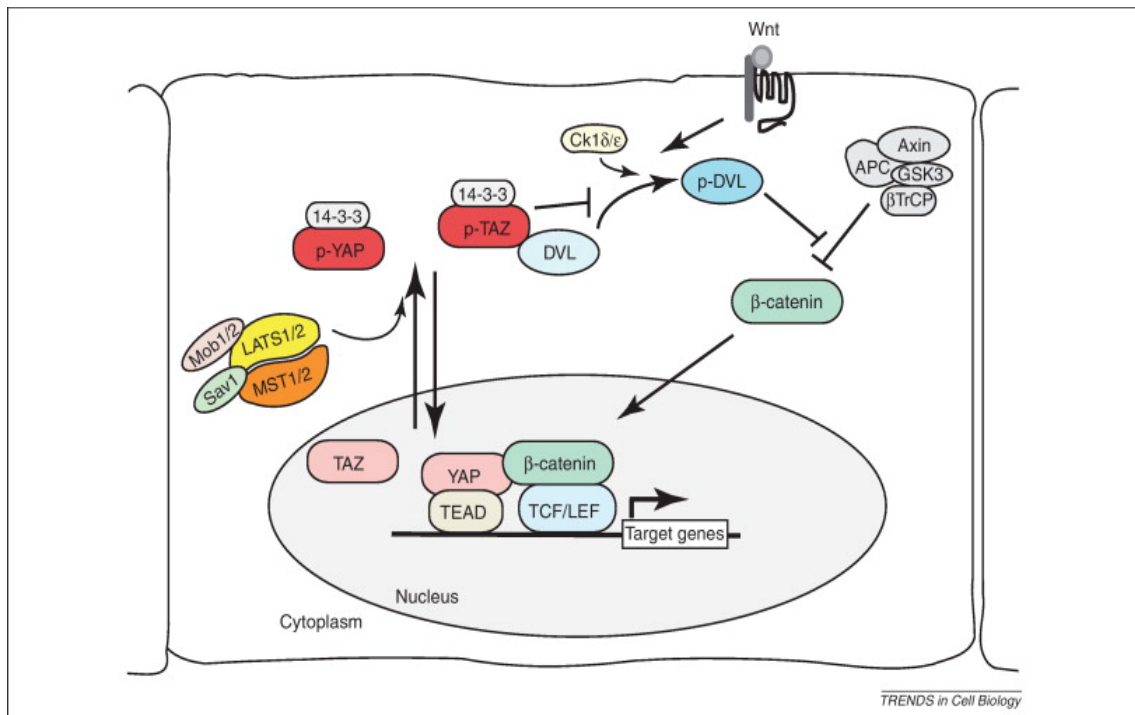 Wnt
Ck1δ/ε
Axin
APC
GSK3
βTrCP
p-DVL
14-3-3
p-TAZ
DVL
14-3-3
p-YAP
β-catenin
Mob1/2
LATS1/2
Sav1
MST1/2
TAZ
YAP
β-catenin
TEAD
TCF/LEF
Target genes
Nucleus
Cytoplasm
TRENDS in Cell Biology